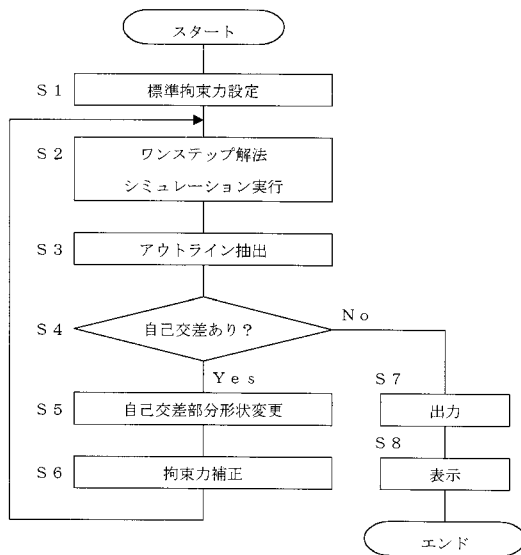 スタート
S1
標準拘束力設定
S2
ワンステップ解法
シミュレーション実行
S3
アウトライン抽出
S4
自己交差あり？
No
Yes
S5
自己交差部分形状変更
S6
拘束力補正
S7
出力
S8
表示
エンド